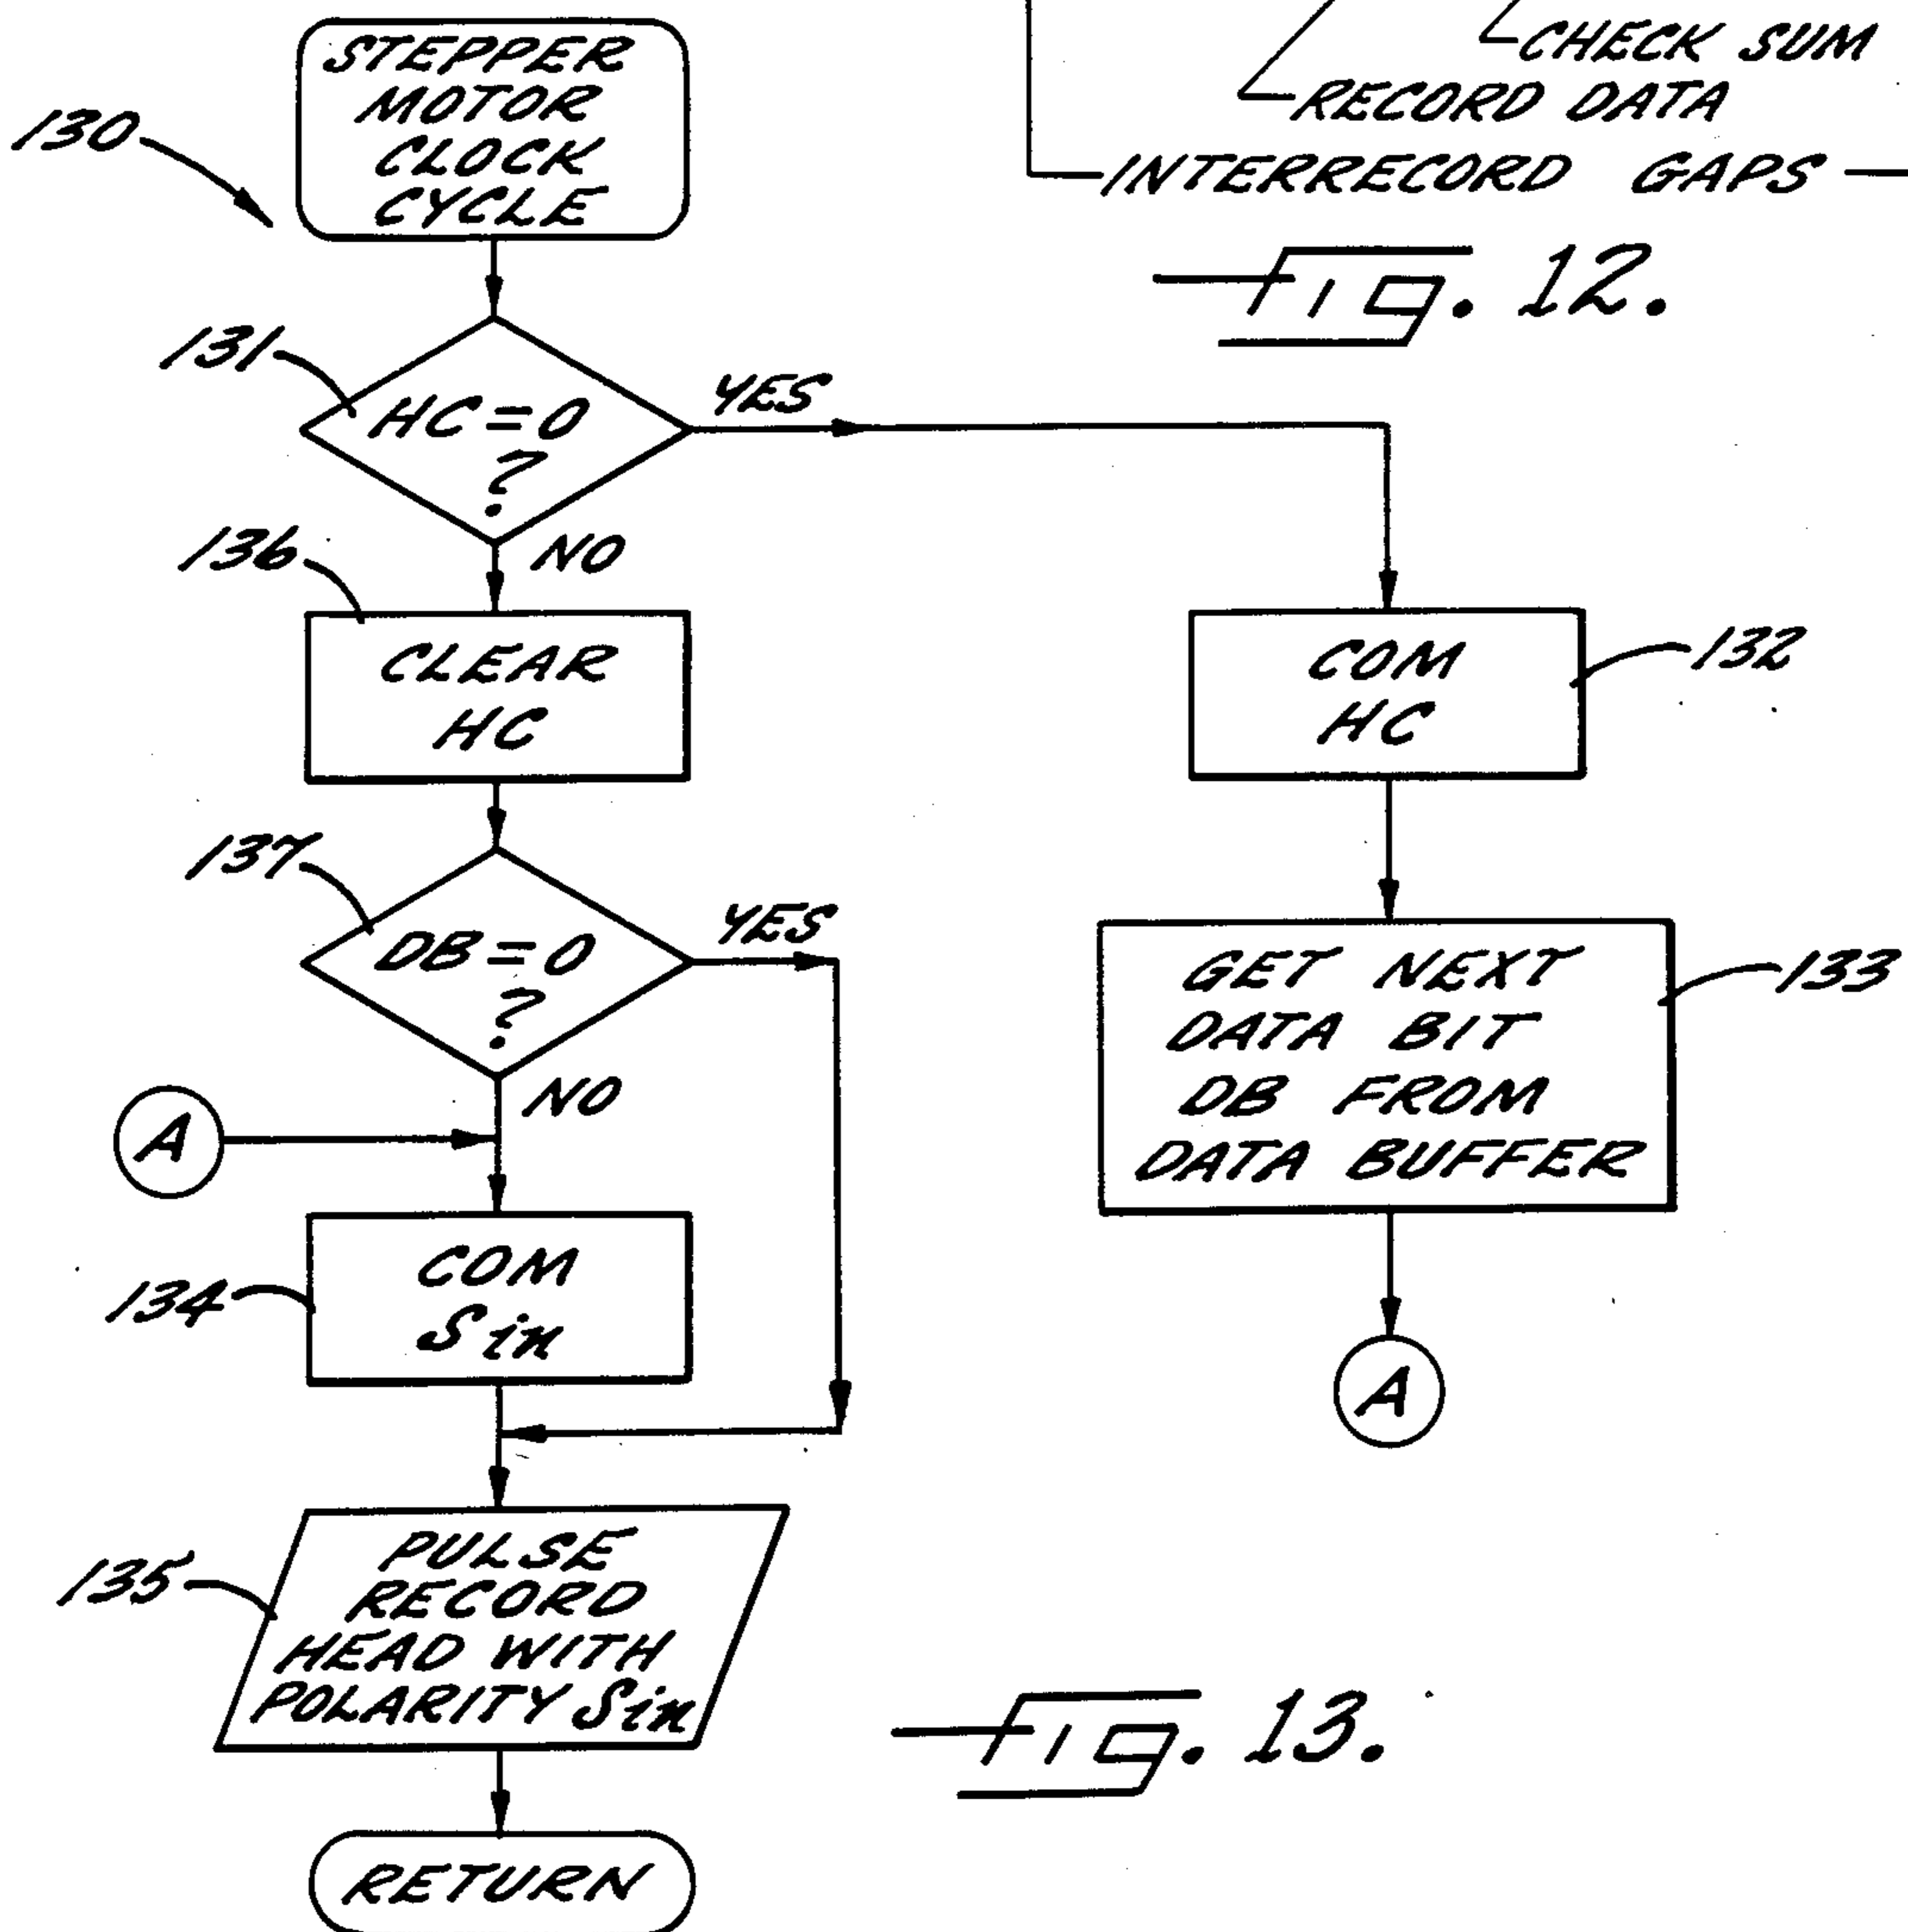 CHECK SUM
RECORD DATA
INTERRECORD GAPS
Fig. 12.
130
STEPPER
MOTOR
CLOCK
CYCLE
131
HC=0
?
YES
NO
136
CLEAR
HC
COM
HC
132
137
DB=0
?
YES
NO
GET NEXT
DATA BIT
DB FROM
DATA BUFFER
133
A
134
COM
Sin
A
135
PULSE
RECORD
HEAD WITH
POLARITY Sin
RETURN
Fig. 13.